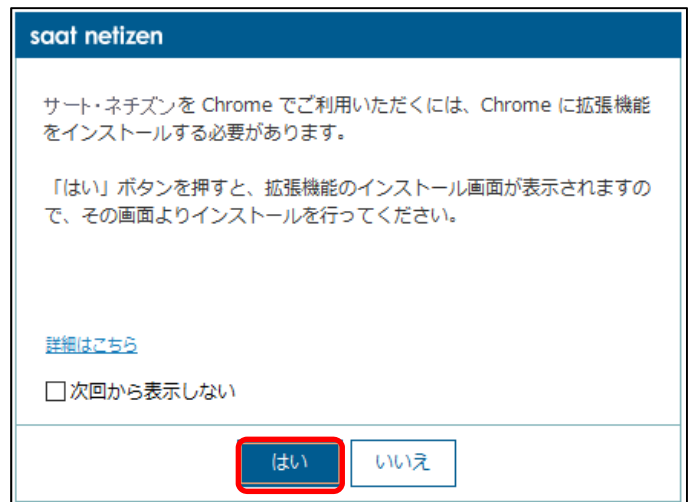 saat netizen
サート・ネチズンを Chrome でご利用いただくには、Chrome に拡張機能
をインストールする必要があります。
「はい」ボタンを押すと、拡張機能のインストール画面が表示されますの
で、その画面よりインストールを行ってください。
詳細はこちら
次回から表示しない
はい
いいえ